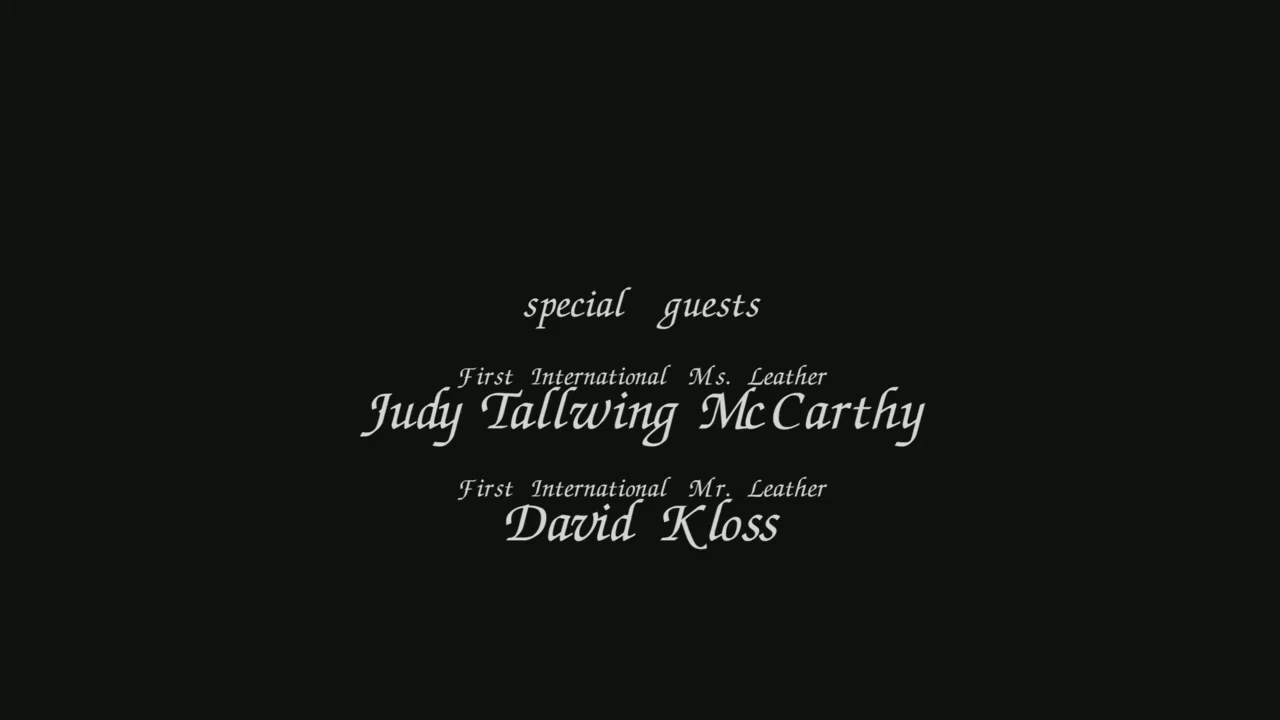 special guests
First International Ms. Leather
Judy Tallwing McCarthy
First International Mr. Leather
David Kloss